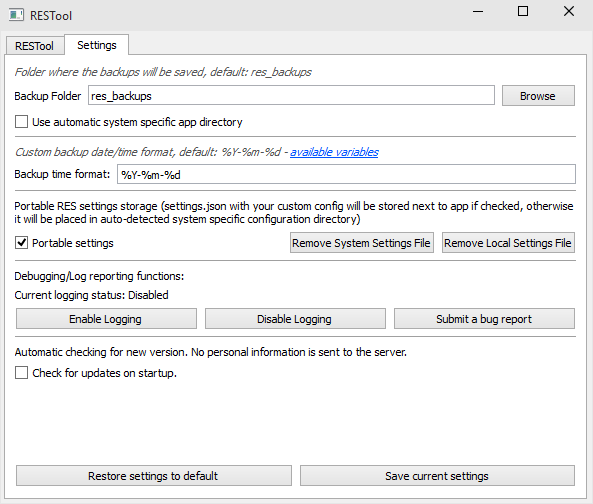 RESTool
RESTool Settings
Folder where the backups will be saved, default: res_backups
Backup Folder res_backups Browse
Use automatic system specific app directory
Custom backup date/time format, default: %Y-%m-%d - available variables
Backup time format: %Y-%m-%d
Portable RES settings storage (settings.json with your custom config will be stored next to app if checked, otherwise
it will be placed in auto-detected system specific configuration directory)
Portable settings Remove System Settings File Remove Local Settings File
Debugging/Log reporting functions:
Current logging status: Disabled
Enable Logging Disable Logging Submit a bug report
Automatic checking for new version. No personal information is sent to the server.
Check for updates on startup.
Restore settings to default Save current settings